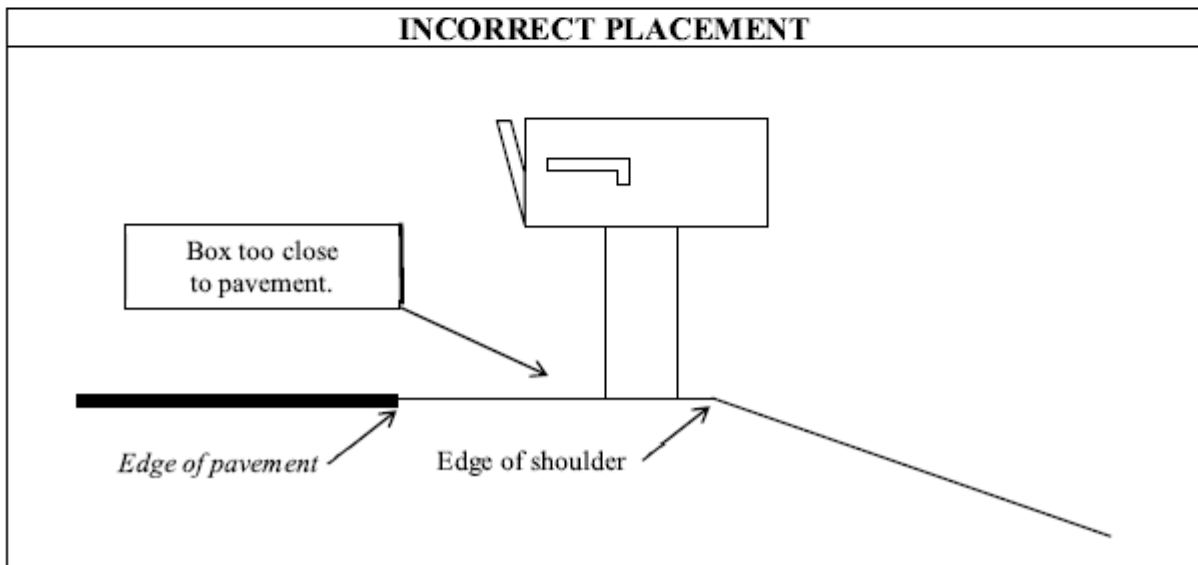 INCORRECT PLACEMENT
Box too close
to pavement.
Edge of pavement
Edge of shoulder